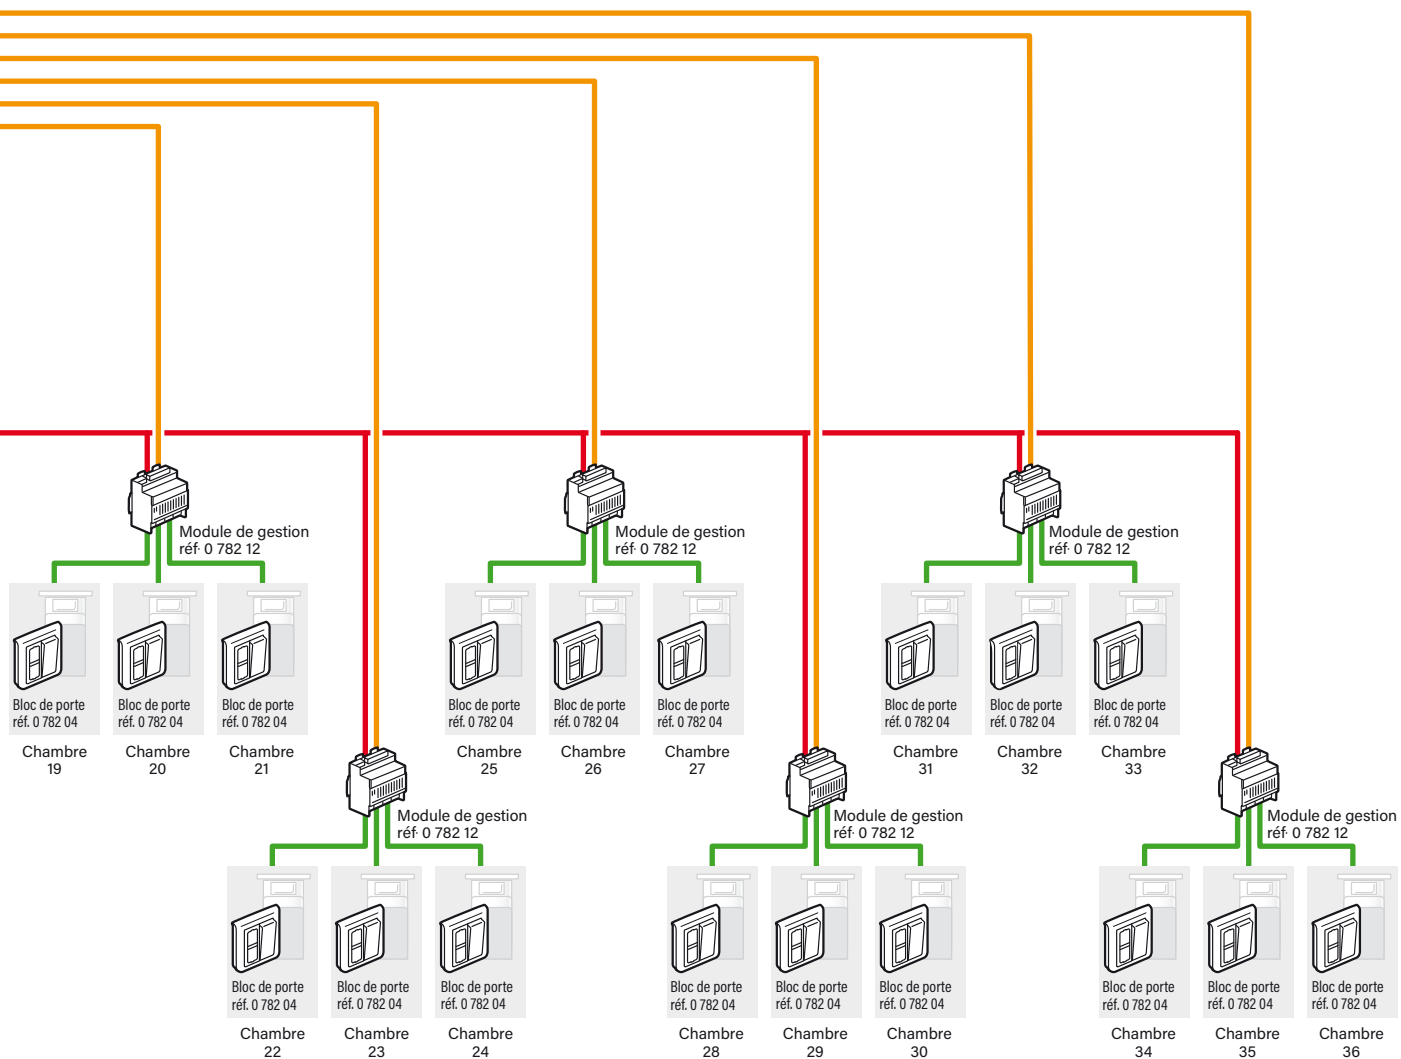 Module de gestion
réf. 0 782 12
Module de gestion
réf. 0 782 12
Module de gestion
réf. 0 782 12
Bloc de porte
réf. 0 782 04
Chambre
19
Bloc de porte
réf. 0 782 04
Chambre
20
Bloc de porte
réf. 0 782 04
Chambre
21
Bloc de porte
réf. 0 782 04
Chambre
25
Bloc de porte
réf. 0 782 04
Chambre
26
Bloc de porte
réf. 0 782 04
Chambre
27
Bloc de porte
réf. 0 782 04
Chambre
31
Bloc de porte
réf. 0 782 04
Chambre
32
Bloc de porte
réf. 0 782 04
Chambre
33
Module de gestion
réf. 0 782 12
Module de gestion
réf. 0 782 12
Module de gestion
réf. 0 782 12
Bloc de porte
réf. 0 782 04
Chambre
22
Bloc de porte
réf. 0 782 04
Chambre
23
Bloc de porte
réf. 0 782 04
Chambre
24
Bloc de porte
réf. 0 782 04
Chambre
28
Bloc de porte
réf. 0 782 04
Chambre
29
Bloc de porte
réf. 0 782 04
Chambre
30
Bloc de porte
réf. 0 782 04
Chambre
34
Bloc de porte
réf. 0 782 04
Chambre
35
Bloc de porte
réf. 0 782 04
Chambre
36